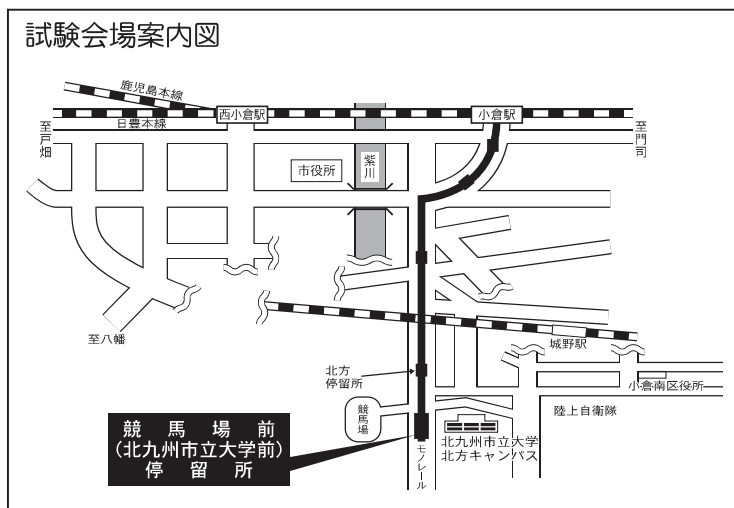 試験会場案内図
鹿児島本線
西小倉駅
小倉駅
日豊本線
至戸畑
至門司
市役所
紫川
至八幡
城野駅
北方
停留所
小倉南区役所
競馬場
陸上自衛隊
競馬場前
(北九州市立大学前)
停留所
北九州市立大学
北方キャンパス
モノレール